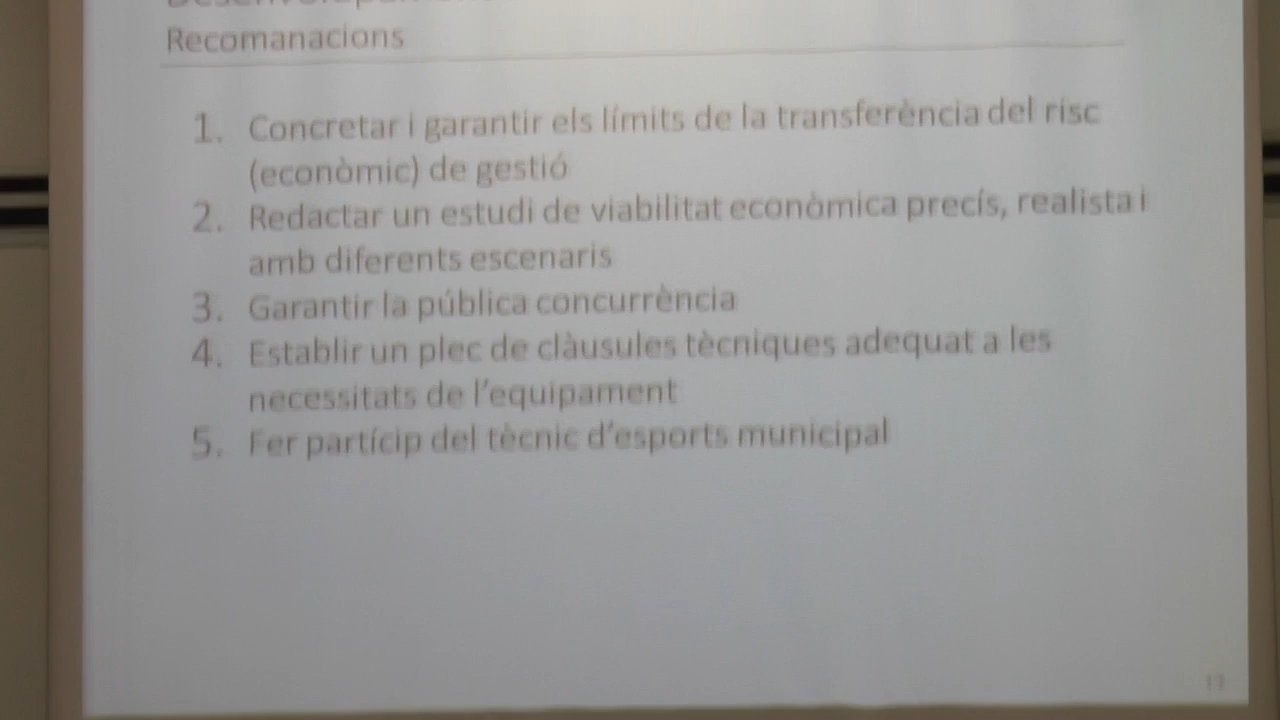 Recomanacions
1. Concretar i garantir els límits de la transferència del risc
(econòmic) de gestió
2. Redactar un estudi de viabilitat econòmica precís, realista i
amb diferents escenaris
3. Garantir la pública concurrència
4. Establir un plec de clàusules tècniques adequat a les
necessitats de l'equipament
5. Fer partícip del tècnic d'esports municipal